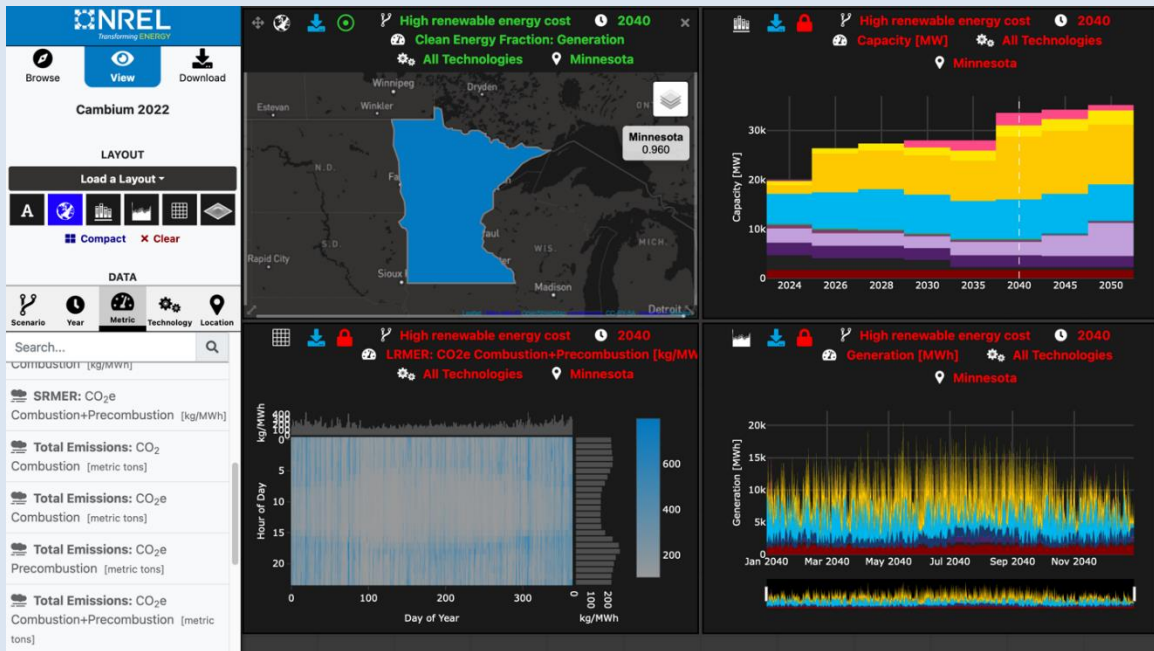 NREL
Transforming ENERGY
Browse
View
Download
Cambium 2022
LAYOUT
Load a Layout
A
Compact
Clear
DATA
Scenario
Year
Metric
Technology
Location
Search...
Combustion [kg/MWh]
SRMER: CO₂e
Combustion+Precombustion [kg/MWh]
Total Emissions: CO₂
Combustion [metric tons]
Total Emissions: CO₂e
Combustion [metric tons]
Total Emissions: CO₂e
Precombustion [metric tons]
Total Emissions: CO₂e
Combustion+Precombustion [metric
tons]
High renewable energy cost 2040
Clean Energy Fraction: Generation
All Technologies Minnesota
Winnipeg
Dryden
Estevan
Winkler
ONT
Minnesota
0.960
N.D.
Fa
S.D.
aul
WIS.
MICH.
Rapid City
Sioux
Madison
Detroit
High renewable energy cost 2040
Capacity [MW] All Technologies
Minnesota
Capacity [MW]
30k
20k
10k
0
2024 2026 2028 2030 2035 2040 2045 2050
High renewable energy cost 2040
LRMER: CO2e Combustion+Precombustion [kg/MW
All Technologies Minnesota
kg/MWh
400
300
200
100
0
Hour of Day
0
5
10
15
20
0 100 200 300
Day of Year
0 100 200
kg/MWh
600
400
200
High renewable energy cost 2040
Generation [MWh] All Technologies
Minnesota
Generation [MWh]
20k
15k
10k
5k
0
Jan 2040 Mar 2040 May 2040 Jul 2040 Sep 2040 Nov 2040